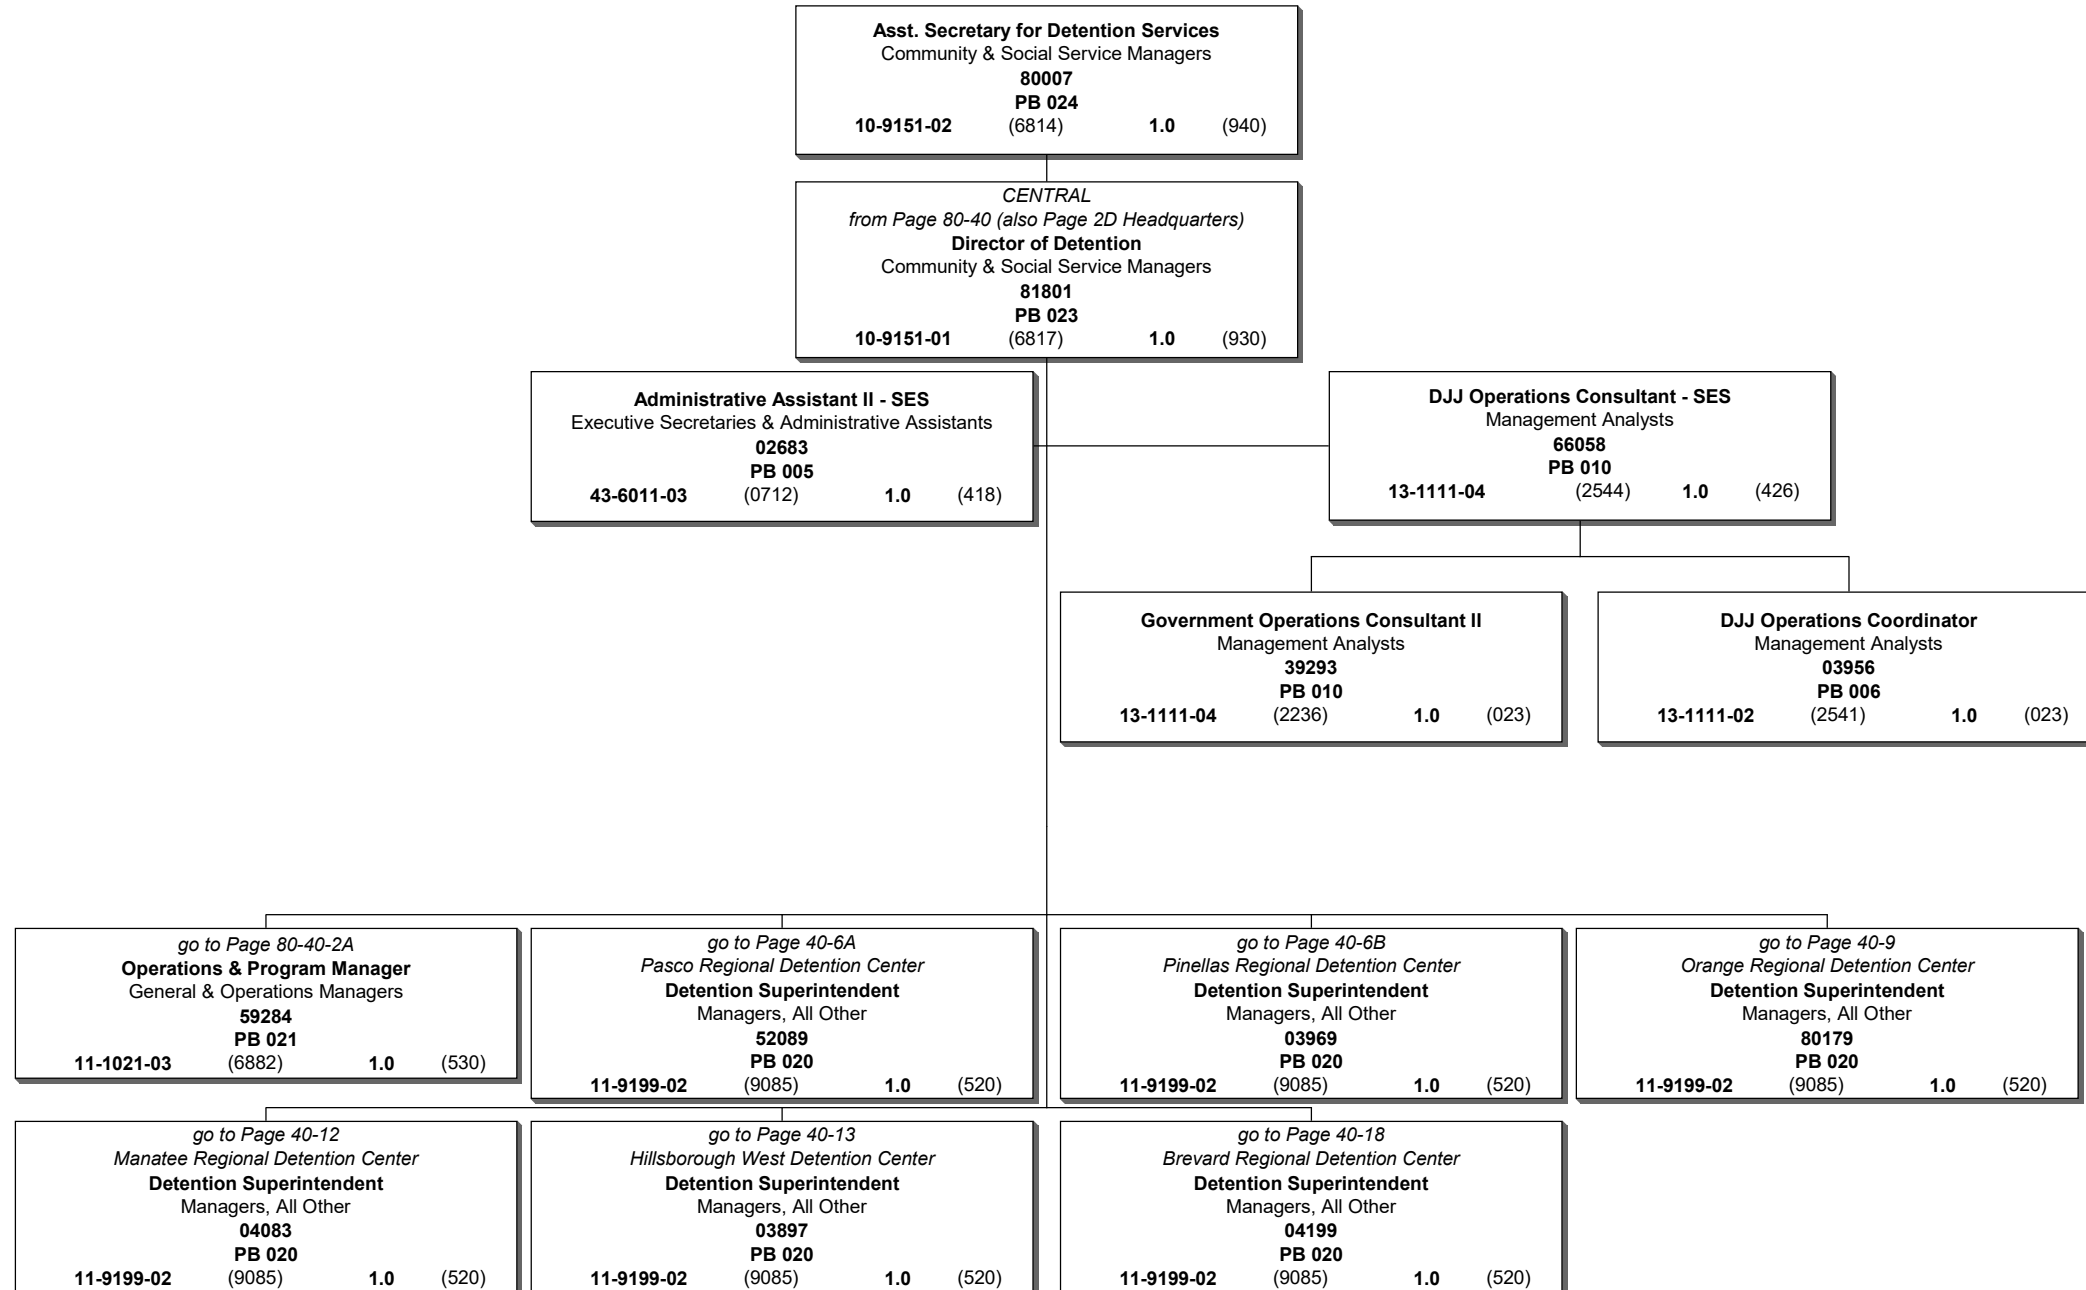 Asst. Secretary for Detention Services
Community & Social Service Managers
80007
PB 024
10-9151-02 (6814) 1.0 (940)
CENTRAL
from Page 80-40 (also Page 2D Headquarters)
Director of Detention
Community & Social Service Managers
81801
PB 023
10-9151-01 (6817) 1.0 (930)
Administrative Assistant II - SES
Executive Secretaries & Administrative Assistants
02683
PB 005
43-6011-03 (0712) 1.0 (418)
DJJ Operations Consultant - SES
Management Analysts
66058
PB 010
13-1111-04 (2544) 1.0 (426)
Government Operations Consultant II
Management Analysts
39293
PB 010
13-1111-04 (2236) 1.0 (023)
DJJ Operations Coordinator
Management Analysts
03956
PB 006
13-1111-02 (2541) 1.0 (023)
go to Page 80-40-2A
Operations & Program Manager
General & Operations Managers
59284
PB 021
11-1021-03 (6882) 1.0 (530)
go to Page 40-6A
Pasco Regional Detention Center
Detention Superintendent
Managers, All Other
52089
PB 020
11-9199-02 (9085) 1.0 (520)
go to Page 40-6B
Pinellas Regional Detention Center
Detention Superintendent
Managers, All Other
03969
PB 020
11-9199-02 (9085) 1.0 (520)
go to Page 40-9
Orange Regional Detention Center
Detention Superintendent
Managers, All Other
80179
PB 020
11-9199-02 (9085) 1.0 (520)
go to Page 40-12
Manatee Regional Detention Center
Detention Superintendent
Managers, All Other
04083
PB 020
11-9199-02 (9085) 1.0 (520)
go to Page 40-13
Hillsborough West Detention Center
Detention Superintendent
Managers, All Other
03897
PB 020
11-9199-02 (9085) 1.0 (520)
go to Page 40-18
Brevard Regional Detention Center
Detention Superintendent
Managers, All Other
04199
PB 020
11-9199-02 (9085) 1.0 (520)